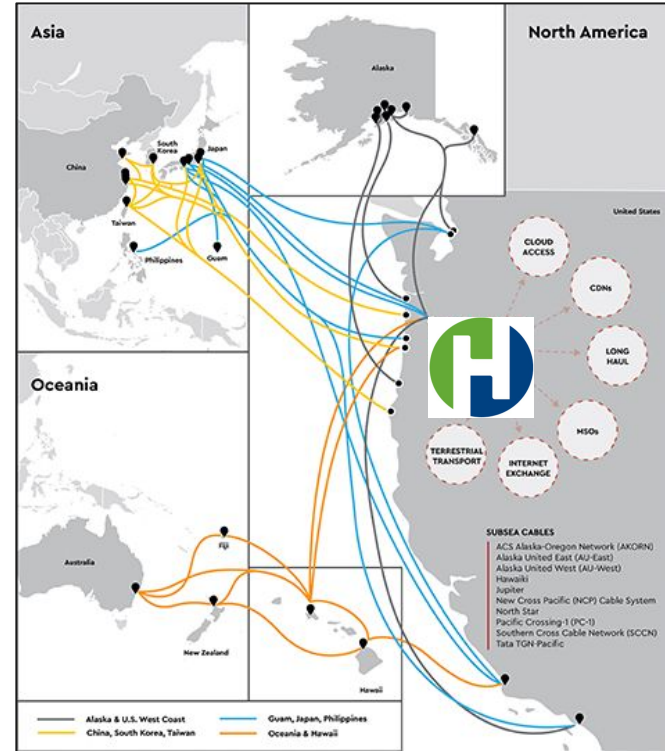 Asia
North America
Alaska
South
Korea
Japan
China
Taiwan
Philippines
Guam
United States
CLOUD
ACCESS
CDNs
LONG
HAUL
H
MSOs
TERRESTRIAL
TRANSPORT
INTERNET
EXCHANGE
Oceania
Fiji
Australia
New Zealand
Hawaii
SUBSEA CABLES
ACS Alaska-Oregon Network (AKORN)
Alaska United East (AU-East)
Alaska United West (AU-West)
Hawaiki
Jupiter
New Cross Pacific (NCP) Cable System
North Star
Pacific Crossing-1 (PC-1)
Southern Cross Cable Network (SCCN)
Tata TGN-Pacific
Alaska & U.S. West Coast
Guam, Japan, Philippines
China, South Korea, Taiwan
Oceania & Hawaii